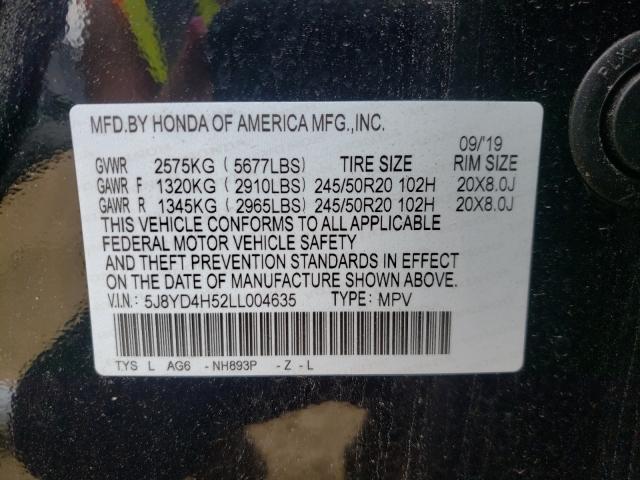 MFD.BY HONDA OF AMERICA MFG.,INC.
09/'19
GVWR 2575KG ( 5677LBS) TIRE SIZE RIM SIZE
GAWR F 1320KG ( 2910LBS) 245/50R20 102H 20X8.0J
GAWR R 1345KG ( 2965LBS) 245/50R20 102H 20X8.0J
THIS VEHICLE CONFORMS TO ALL APPLICABLE
FEDERAL MOTOR VEHICLE SAFETY
AND THEFT PREVENTION STANDARDS IN EFFECT
ON THE DATE OF MANUFACTURE SHOWN ABOVE.
V.I.N.: 5J8YD4H52LL004635 TYPE: MPV
TYS L AG6 -NH893P -Z -L